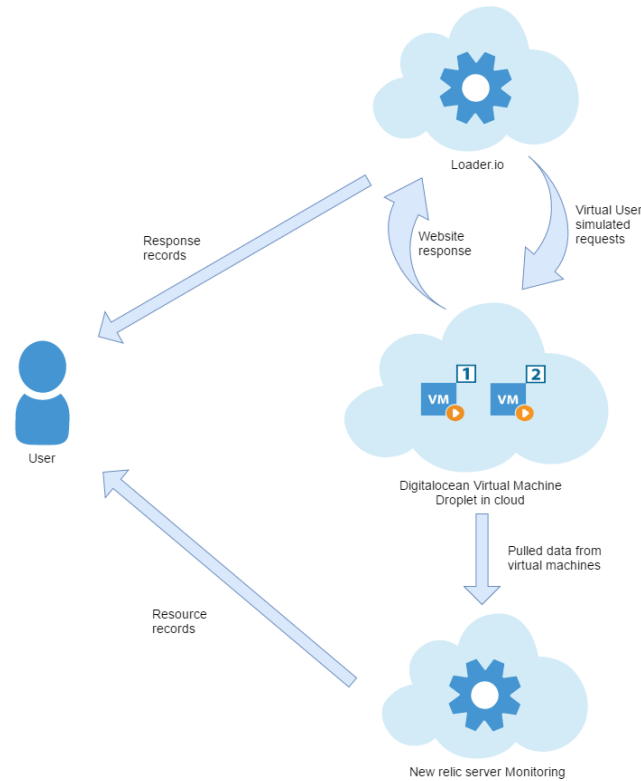 Loader.io
Virtual User
simulated
requests
Website
response
Response
records
1
2
VM
VM
User
Digitalocean Virtual Machine
Droplet in cloud
Pulled data from
virtual machines
Resource
records
New relic server Monitoring